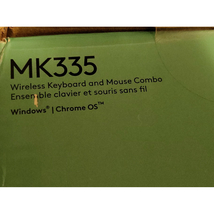 MK335
Wireless Keyboard and Mouse Combo
Ensemble clavier et souris sans fil
Windows® | Chrome OS™